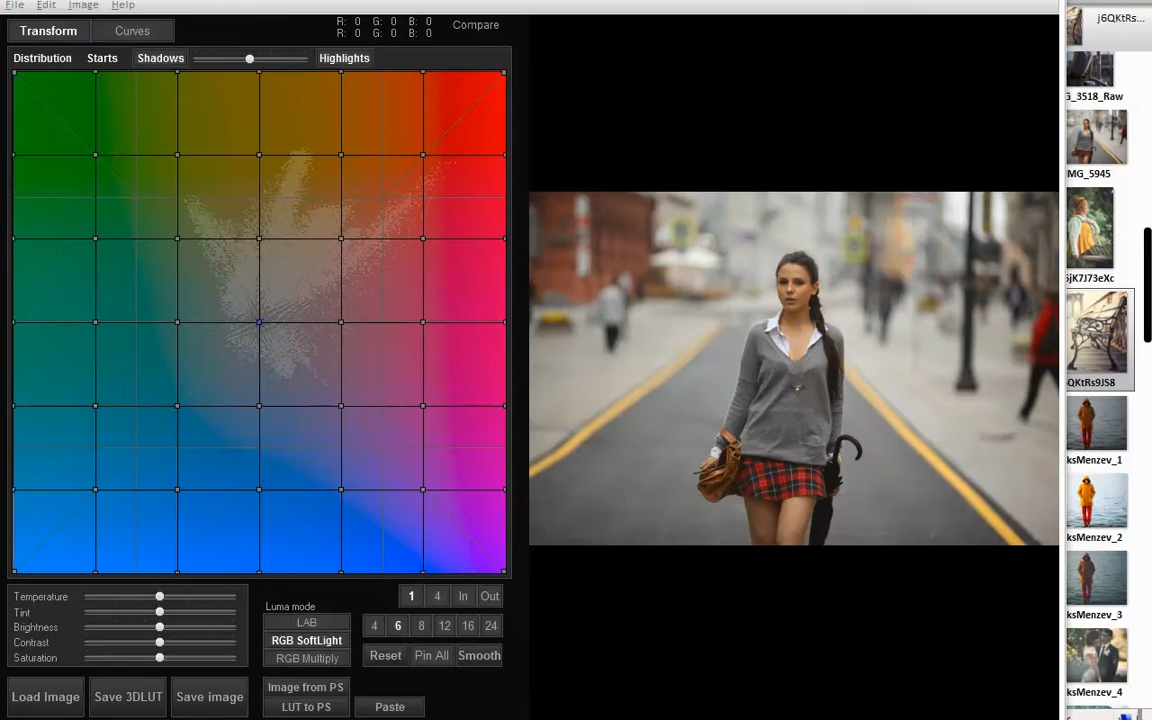 File Edit Image Help
Transform Curves
R: 0 G: 0 B: 0
R: 0 G: 0 B: 0
Compare
Distribution Starts Shadows Highlights
Temperature
Tint
Brightness
Contrast
Saturation
Luma mode
LAB
RGB SoftLight
RGB Multiply
1 4 In Out
4 6 8 12 16 24
Reset Pin All Smooth
Load Image Save 3DLUT Save image
Image from PS
LUT to PS
Paste
j6QKtRs...
G_3518_Raw
MG_5945
jK7J73eXc
QKtRs9JS8
ksMenzev_1
ksMenzev_2
ksMenzev_3
ksMenzev_4